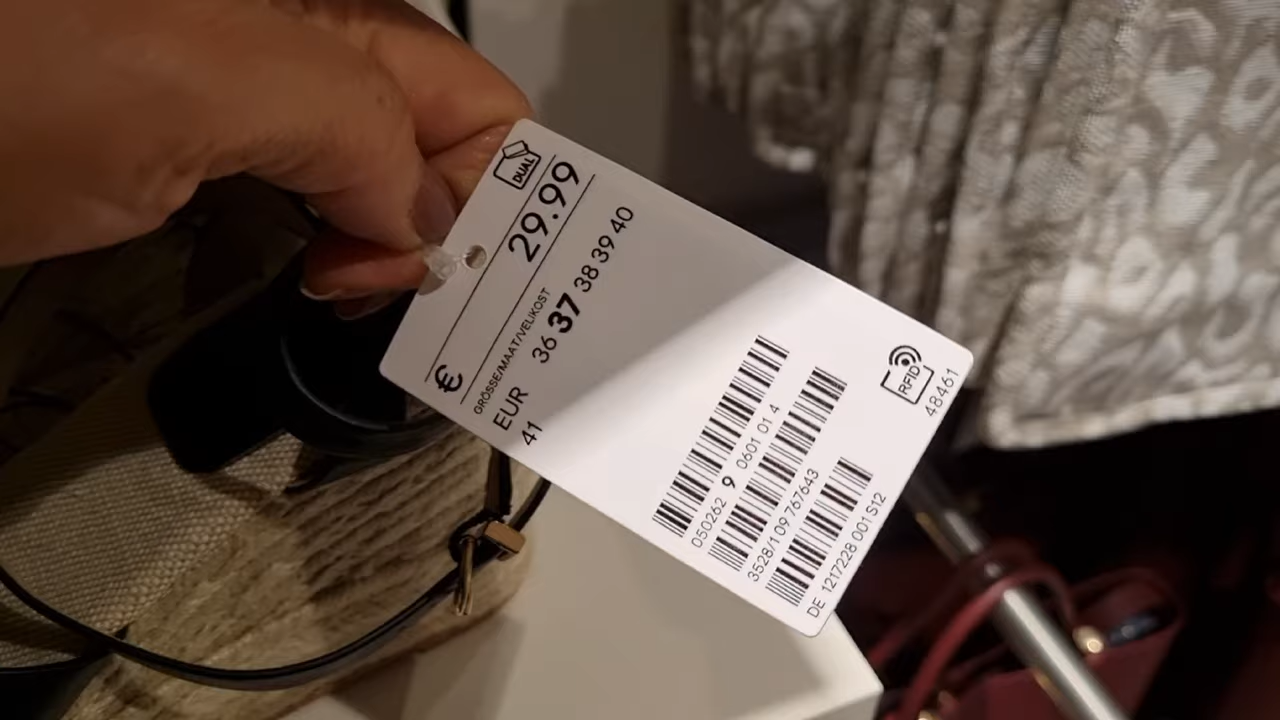 DUAL
€ 29.99
GRÖSSE/MAAT/VELIKOST
EUR 36 37 38 39 40
41
050262 9 0601 01 4
3528/1 09 767643
DE 1217228 001 S12
RFID
48461